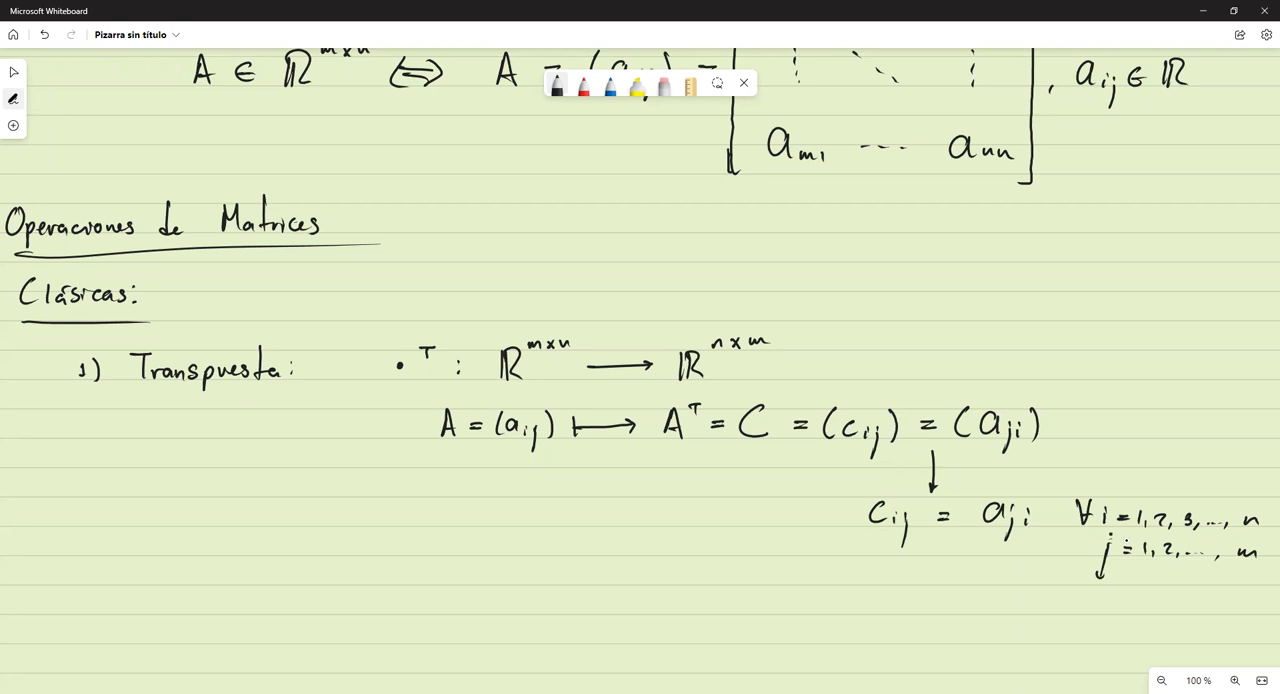 Microsoft Whiteboard
Pizarra sin título
A ∈ ℝ^{m×n} ⟺ A = (a_{ij}) = [ ⋮ ⋱ ⋮ , a_{ij} ∈ ℝ
a_{m1} ... a_{nn} ]
Operaciones de Matrices
Clásicas:
1) Transpuesta: •^T : ℝ^{m×n} ⟶ ℝ^{n×m}
A = (a_{ij}) ⟼ A^T = C = (c_{ij}) = (a_{ji})
↓
c_{ij} = a_{ji} ∀ i = 1, 2, 3, ..., n
j = 1, 2, ..., m
100 %